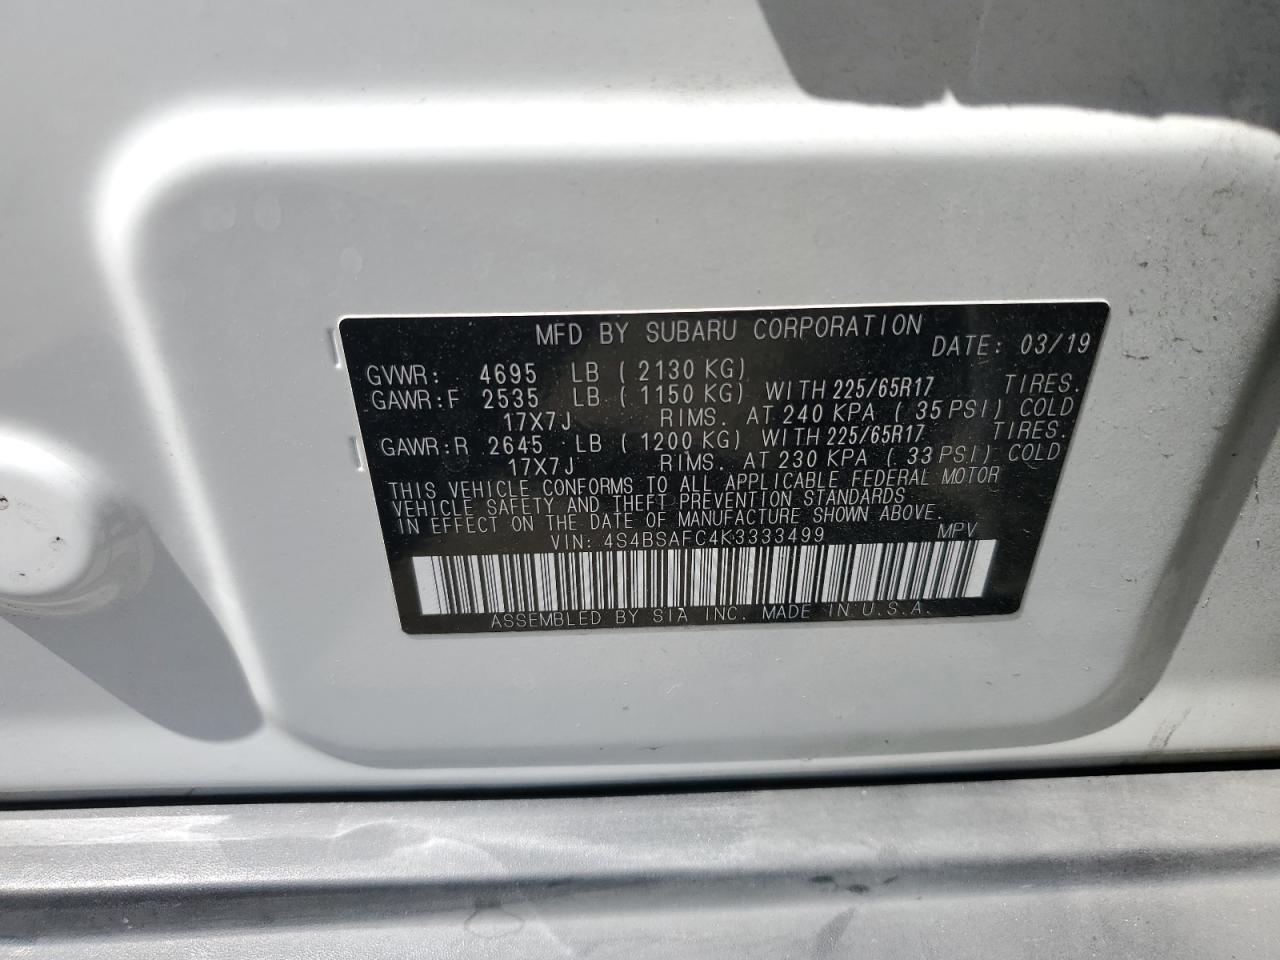 MFD BY SUBARU CORPORATION
DATE: 03/19
GVWR: 4695 LB ( 2130 KG)
GAWR:F 2535 LB ( 1150 KG) WITH 225/65R17 TIRES.
17X7J RIMS. AT 240 KPA ( 35 PSI) COLD
GAWR:R 2645 LB ( 1200 KG) WITH 225/65R17 TIRES.
17X7J RIMS. AT 230 KPA ( 33 PSI) COLD
THIS VEHICLE CONFORMS TO ALL APPLICABLE FEDERAL MOTOR
VEHICLE SAFETY AND THEFT PREVENTION STANDARDS
IN EFFECT ON THE DATE OF MANUFACTURE SHOWN ABOVE.
VIN: 4S4BSAFC4K3333499 MPV
ASSEMBLED BY SIA INC. MADE IN U.S.A.